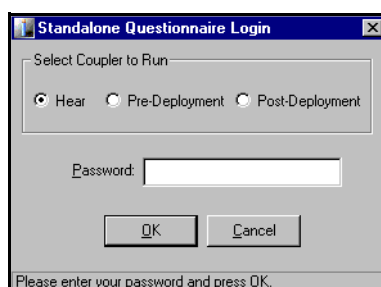 Standalone Questionnaire Login
Select Coupler to Run
Hear Pre-Deployment Post-Deployment
Password:
OK Cancel
Please enter your password and press OK.